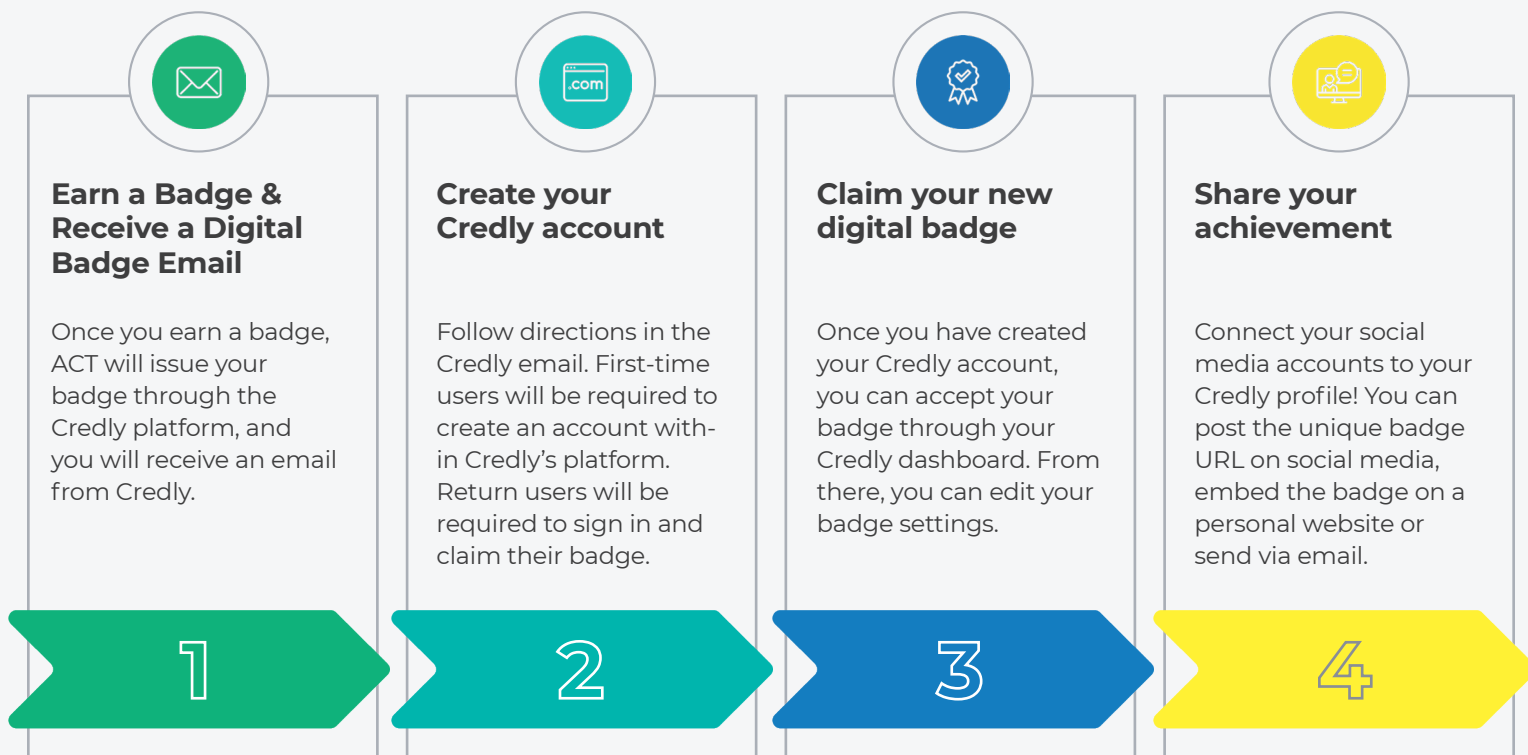 Earn a Badge &
Receive a Digital
Badge Email
Once you earn a badge,
ACT will issue your
badge through the
Credly platform, and
you will receive an email
from Credly.
1
.com
Create your
Credly account
Follow directions in the
Credly email. First-time
users will be required to
create an account with-
in Credly’s platform.
Return users will be
required to sign in and
claim their badge.
2
Claim your new
digital badge
Once you have created
your Credly account,
you can accept your
badge through your
Credly dashboard. From
there, you can edit your
badge settings.
3
Share your
achievement
Connect your social
media accounts to your
Credly profile! You can
post the unique badge
URL on social media,
embed the badge on a
personal website or
send via email.
4